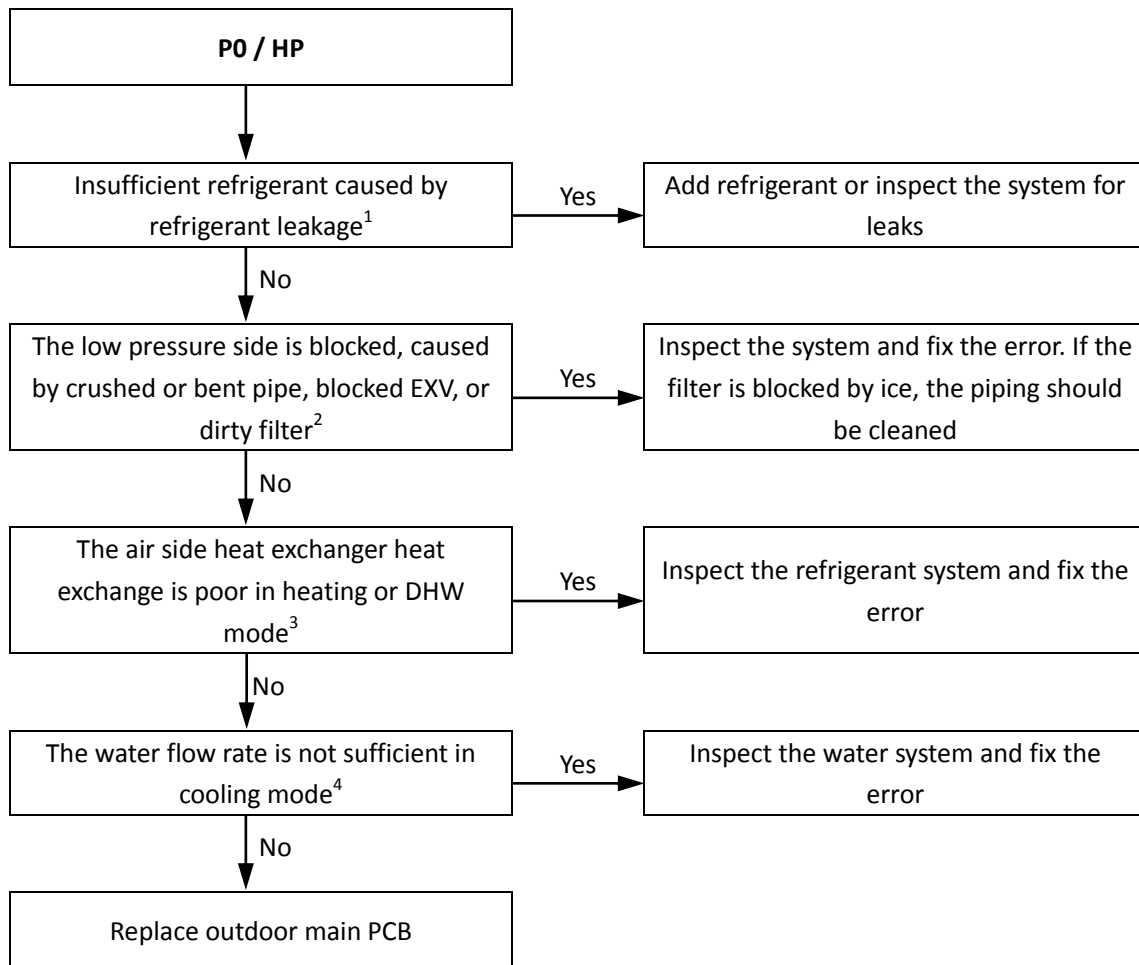 P0 / HP
Insufficient refrigerant caused by
refrigerant leakage1
Yes
Add refrigerant or inspect the system for
leaks
No
The low pressure side is blocked, caused
by crushed or bent pipe, blocked EXV, or
dirty filter2
Yes
Inspect the system and fix the error. If the
filter is blocked by ice, the piping should
be cleaned
No
The air side heat exchanger heat
exchange is poor in heating or DHW
mode3
Yes
Inspect the refrigerant system and fix the
error
No
The water flow rate is not sufficient in
cooling mode4
Yes
Inspect the water system and fix the
error
No
Replace outdoor main PCB